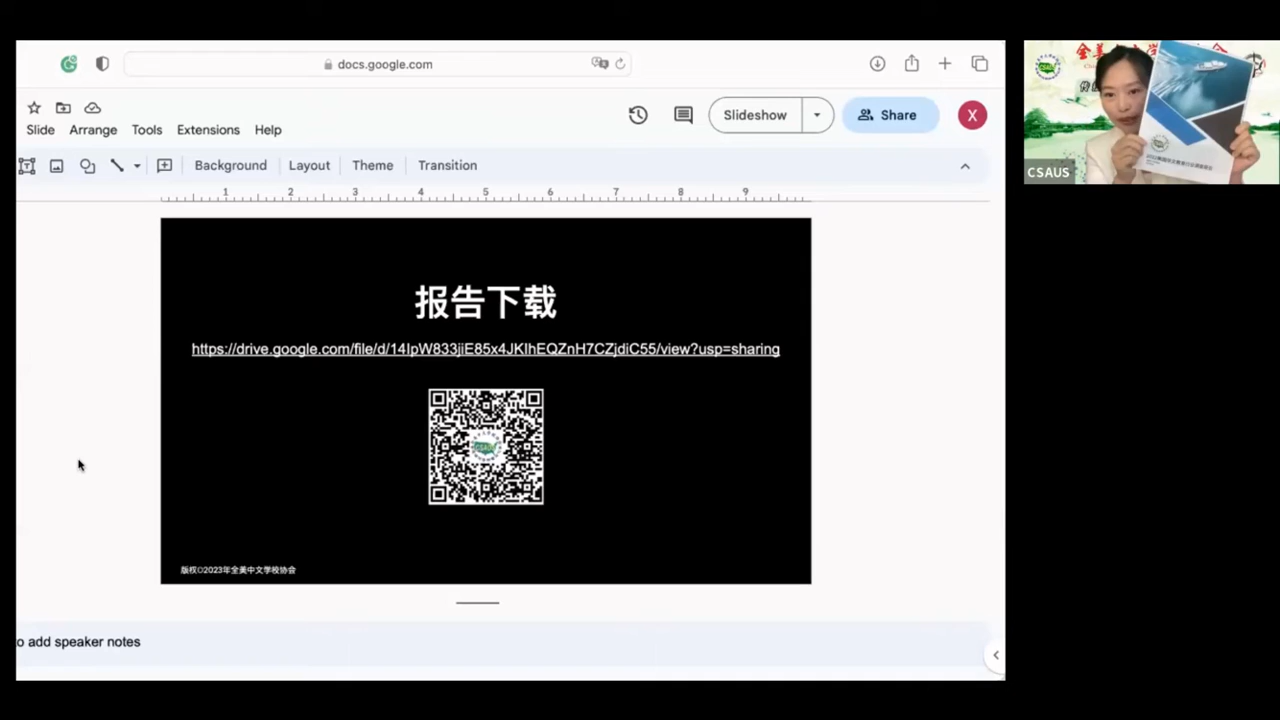 docs.google.com
Slide Arrange Tools Extensions Help
Slideshow
Share
X
Background Layout Theme Transition
1 2 3 4 5 6 7 8 9
报告下载
https://drive.google.com/file/d/14IpW833jiE85x4JKIhEQZnH7CZjdiC55/view?usp=sharing
CSAUS
版权©2023年全美中文学校协会
o add speaker notes
CSAUS